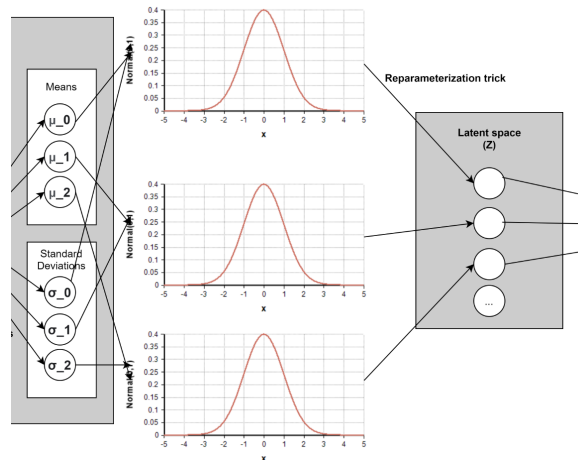 Means
μ_0
μ_1
μ_2
Standard
Deviations
σ_0
σ_1
σ_2
s
0.4
0.35
0.3
0.25
0.2
0.15
0.1
0.05
0
-5 -4 -3 -2 -1 0 1 2 3 4 5
x
0.4
0.35
0.3
0.25
0.2
0.15
0.1
0.05
0
-5 -4 -3 -2 -1 0 1 2 3 4 5
x
0.4
0.35
0.3
0.25
0.2
0.15
0.1
0.05
0
-5 -4 -3 -2 -1 0 1 2 3 4 5
x
Reparameterization trick
Latent space
(Z)
...